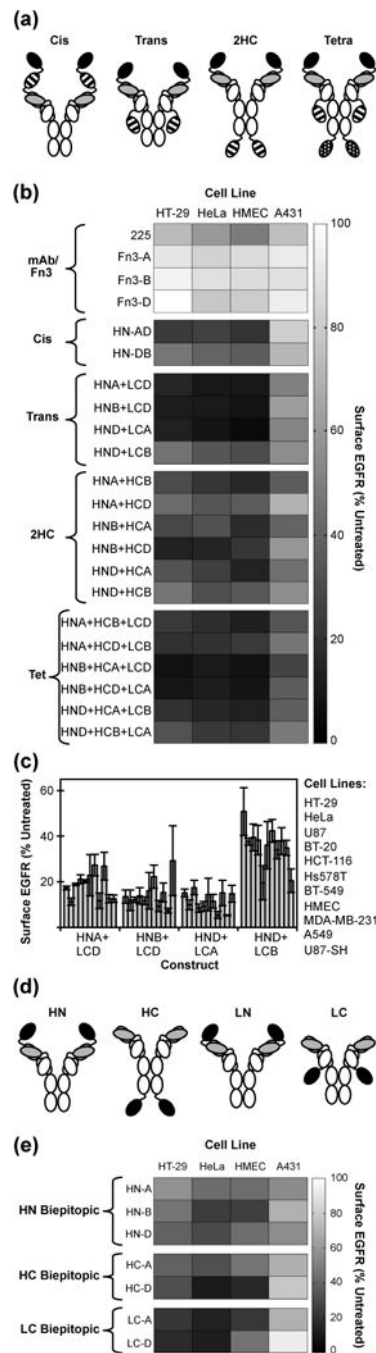 (a)
Cis Trans 2HC Tetra
(b)
Cell Line
HT-29 HeLa HMEC A431
mAb/
Fn3
225
Fn3-A
Fn3-B
Fn3-D
Cis
HN-AD
HN-DB
Trans
HNA+LCD
HNB+LCD
HND+LCA
HND+LCB
2HC
HNA+HCB
HNA+HCD
HNB+HCA
HNB+HCD
HND+HCA
HND+HCB
Tet
HNA+HCB+LCD
HNA+HCD+LCB
HNB+HCA+LCD
HNB+HCD+LCA
HND+HCA+LCB
HND+HCB+LCA
100
80
60
40
20
0
Surface EGFR (% Untreated)
(c)
Surface EGFR (% Untreated)
60
40
20
HNA+ HNB+ HND+ HND+
LCD LCD LCA LCB
Construct
Cell Lines:
HT-29
HeLa
U87
BT-20
HCT-116
Hs578T
BT-549
HMEC
MDA-MB-231
A549
U87-SH
(d)
HN HC LN LC
(e)
Cell Line
HT-29 HeLa HMEC A431
HN Biepitopic
HN-A
HN-B
HN-D
HC Biepitopic
HC-A
HC-D
LC Biepitopic
LC-A
LC-D
100
80
60
40
20
0
Surface EGFR (% Untreated)